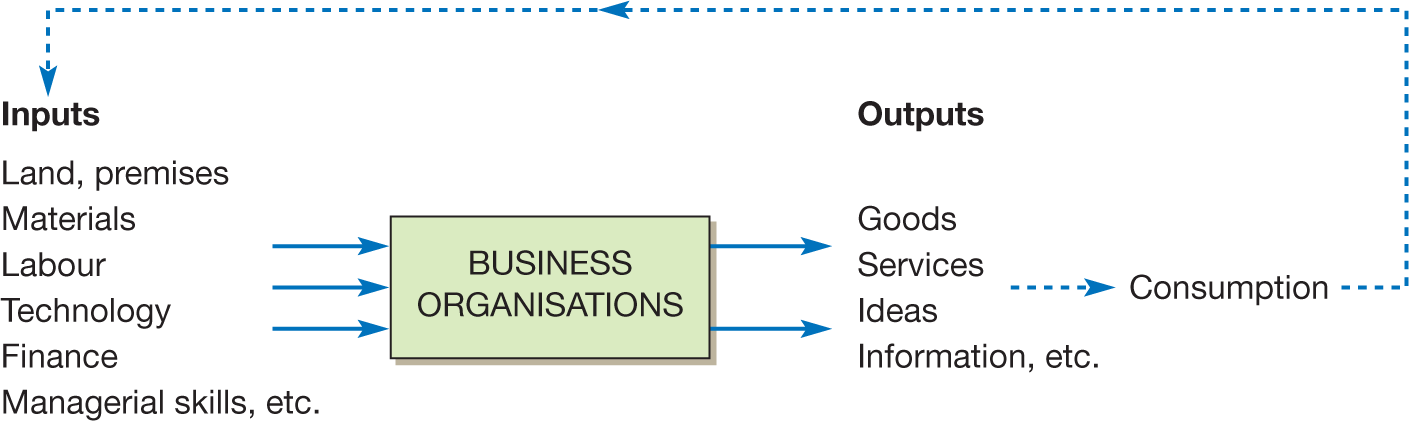 Inputs
Land, premises
Materials
Labour
Technology
Finance
Managerial skills, etc.
BUSINESS
ORGANISATIONS
Outputs
Goods
Services
Ideas
Information, etc.
Consumption